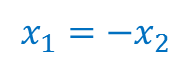 x₁ = −x₂